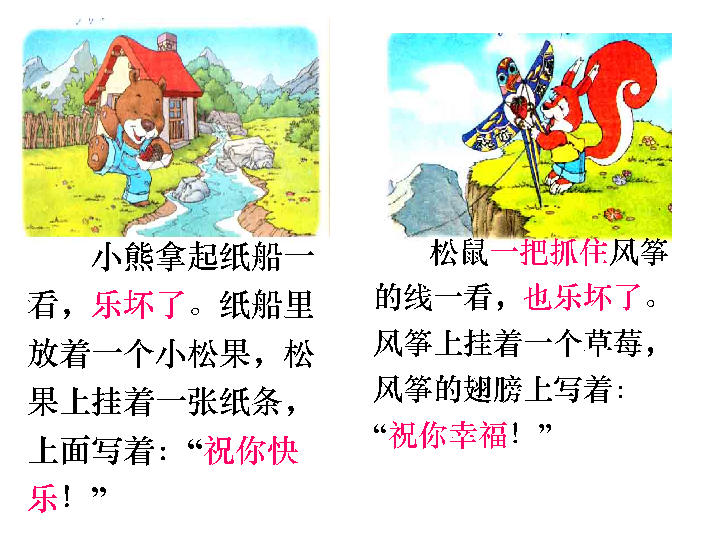 小熊拿起纸船一
看，乐坏了。纸船里
放着一个小松果，松
果上挂着一张纸条，
上面写着：“祝你快
乐！”
松鼠一把抓住风筝
的线一看，也乐坏了。
风筝上挂着一个草莓，
风筝的翅膀上写着：
“祝你幸福！”